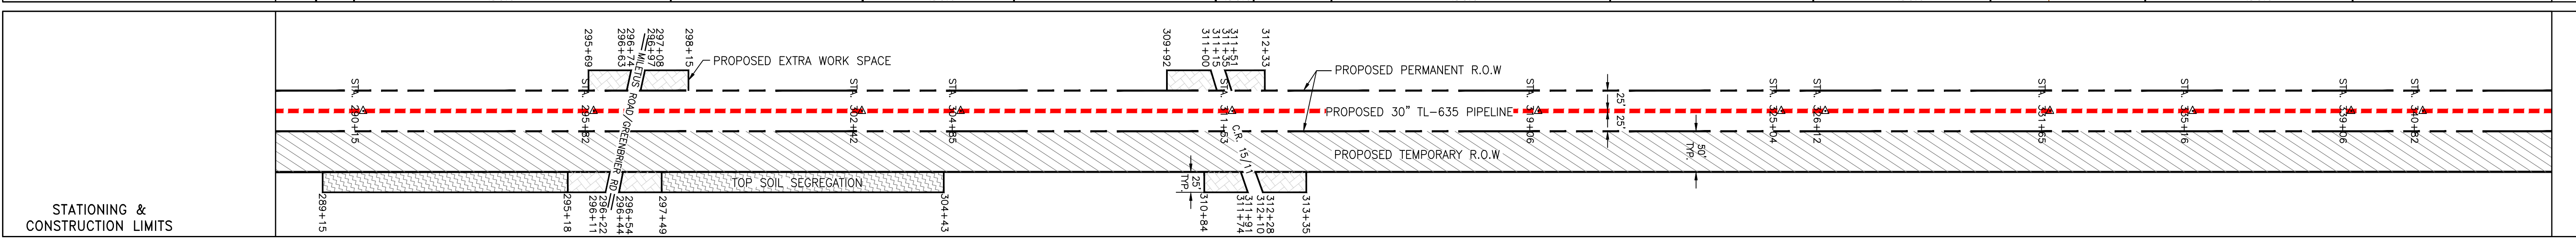 STATIONING &
CONSTRUCTION LIMITS
295+69
296+63
296+74
296+97
297+08
298+15
PROPOSED EXTRA WORK SPACE
MILETUS ROAD/GREENBRIER RD
309+92
311+00
311+15
311+35
311+51
312+33
PROPOSED PERMANENT R.O.W
STA. 290+15
STA. 295+82
STA. 302+42
STA. 304+85
STA. 311+53
C.R. 15/11
PROPOSED 30" TL-635 PIPELINE
STA. 319+06
25' 25'
STA. 325+04
STA. 326+12
STA. 331+65
STA. 335+16
STA. 339+06
STA. 340+82
PROPOSED TEMPORARY R.O.W
50'
TYP.
TOP SOIL SEGREGATION
25'
TYP.
289+15
295+18
296+11
296+22
296+44
296+54
297+49
304+43
310+84
311+74
311+91
312+10
312+28
313+35